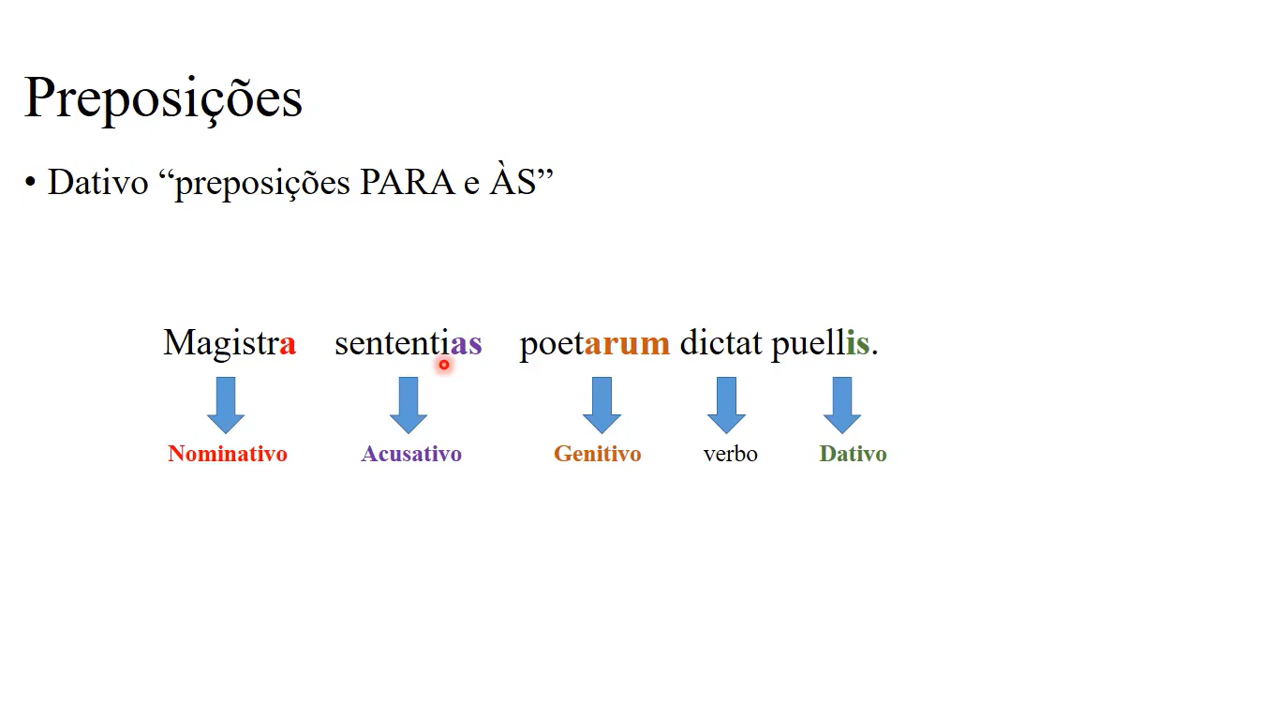 Preposições
• Dativo “preposições PARA e ÀS”
Magistra sententias poetarum dictat puellis.
Nominativo Acusativo Genitivo verbo Dativo